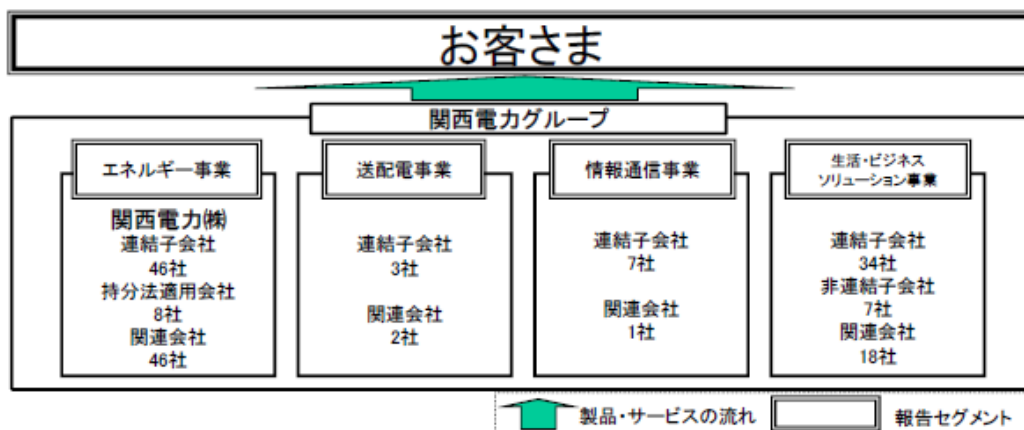 お客さま
関西電力グループ
エネルギー事業
関西電力㈱
連結子会社
46社
持分法適用会社
8社
関連会社
46社
送配電事業
連結子会社
3社
関連会社
2社
情報通信事業
連結子会社
7社
関連会社
1社
生活・ビジネス
ソリューション事業
連結子会社
34社
非連結子会社
7社
関連会社
18社
製品・サービスの流れ
報告セグメント